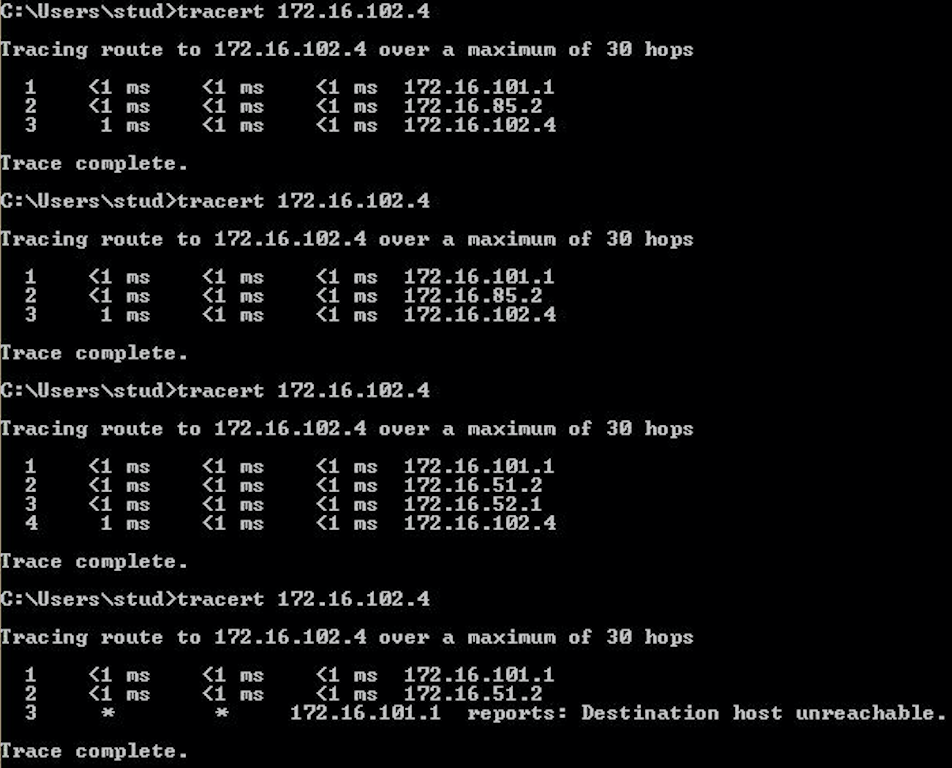 C:\Users\stud>tracert 172.16.102.4
Tracing route to 172.16.102.4 over a maximum of 30 hops
1 <1 ms <1 ms <1 ms 172.16.101.1
2 <1 ms <1 ms <1 ms 172.16.85.2
3 1 ms <1 ms <1 ms 172.16.102.4
Trace complete.
C:\Users\stud>tracert 172.16.102.4
Tracing route to 172.16.102.4 over a maximum of 30 hops
1 <1 ms <1 ms <1 ms 172.16.101.1
2 <1 ms <1 ms <1 ms 172.16.85.2
3 1 ms <1 ms <1 ms 172.16.102.4
Trace complete.
C:\Users\stud>tracert 172.16.102.4
Tracing route to 172.16.102.4 over a maximum of 30 hops
1 <1 ms <1 ms <1 ms 172.16.101.1
2 <1 ms <1 ms <1 ms 172.16.51.2
3 <1 ms <1 ms <1 ms 172.16.52.1
4 1 ms <1 ms <1 ms 172.16.102.4
Trace complete.
C:\Users\stud>tracert 172.16.102.4
Tracing route to 172.16.102.4 over a maximum of 30 hops
1 <1 ms <1 ms <1 ms 172.16.101.1
2 <1 ms <1 ms <1 ms 172.16.51.2
3 * * 172.16.101.1 reports: Destination host unreachable.
Trace complete.